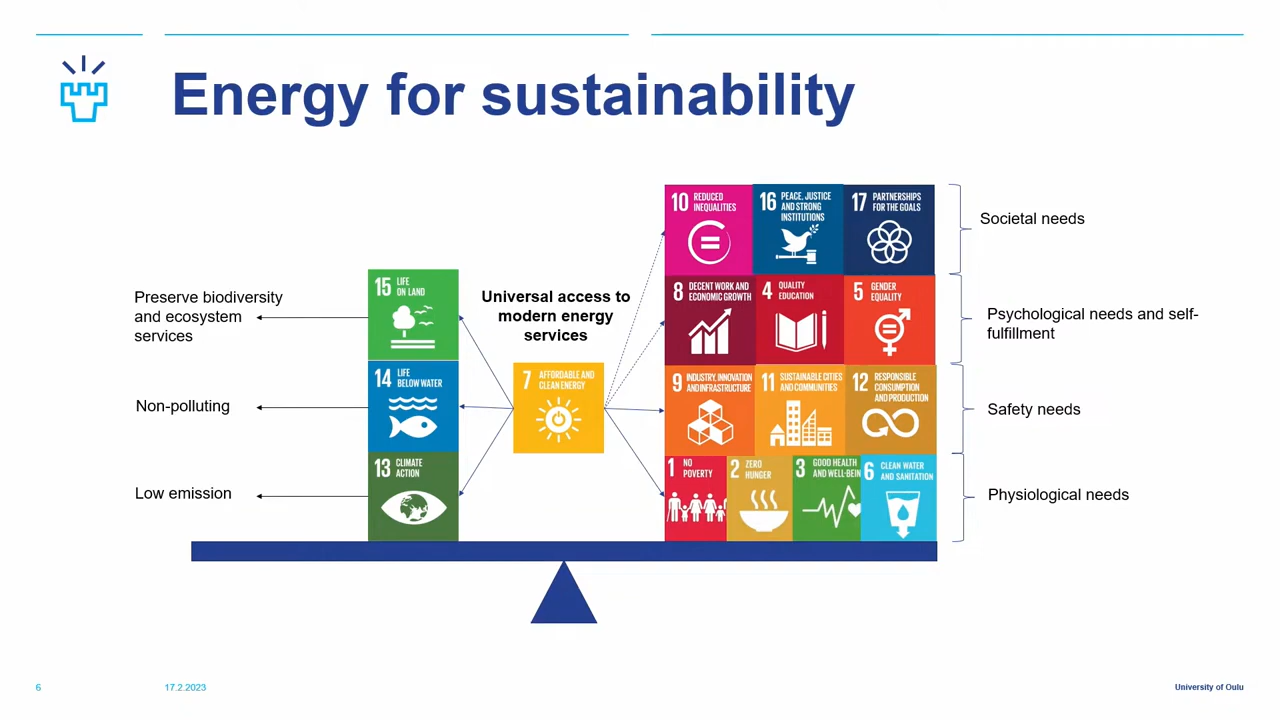 Energy for sustainability
Preserve biodiversity
and ecosystem
services
Non-polluting
Low emission
15 LIFE
ON LAND
14 LIFE
BELOW WATER
13 CLIMATE
ACTION
Universal access to
modern energy
services
7 AFFORDABLE AND
CLEAN ENERGY
10 REDUCED
INEQUALITIES
16 PEACE, JUSTICE
AND STRONG
INSTITUTIONS
17 PARTNERSHIPS
FOR THE GOALS
Societal needs
8 DECENT WORK AND
ECONOMIC GROWTH
4 QUALITY
EDUCATION
5 GENDER
EQUALITY
Psychological needs and self-
fulfillment
9 INDUSTRY, INNOVATION
AND INFRASTRUCTURE
11 SUSTAINABLE CITIES
AND COMMUNITIES
12 RESPONSIBLE
CONSUMPTION
AND PRODUCTION
Safety needs
1 NO
POVERTY
2 ZERO
HUNGER
3 GOOD HEALTH
AND WELL-BEIN
6 CLEAN WATER
AND SANITATION
Physiological needs
6
17.2.2023
University of Oulu